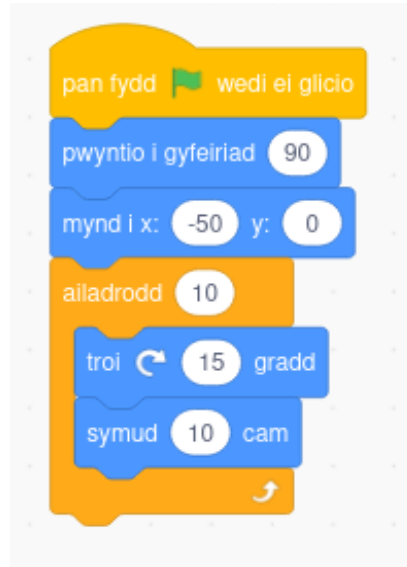 pan fydd wedi ei glicio
pwyntio i gyfeiriad 90
mynd i x: -50 y: 0
ailadrodd 10
troi 15 gradd
symud 10 cam